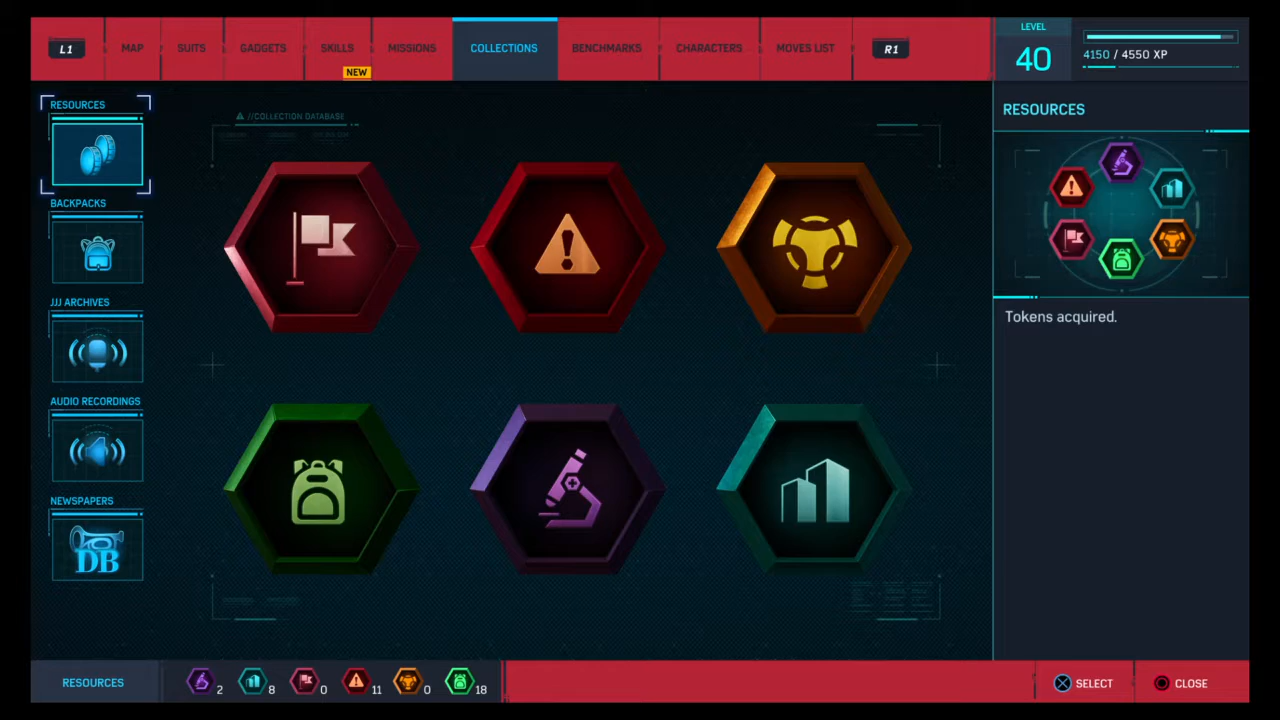 L1
MAP
SUITS
GADGETS
SKILLS
NEW
MISSIONS
COLLECTIONS
BENCHMARKS
CHARACTERS
MOVES LIST
R1
LEVEL
40
4150 / 4550 XP
RESOURCES
BACKPACKS
JJJ ARCHIVES
AUDIO RECORDINGS
NEWSPAPERS
DB
//COLLECTION DATABASE
RESOURCES
Tokens acquired.
RESOURCES
2
8
0
11
0
18
SELECT
CLOSE